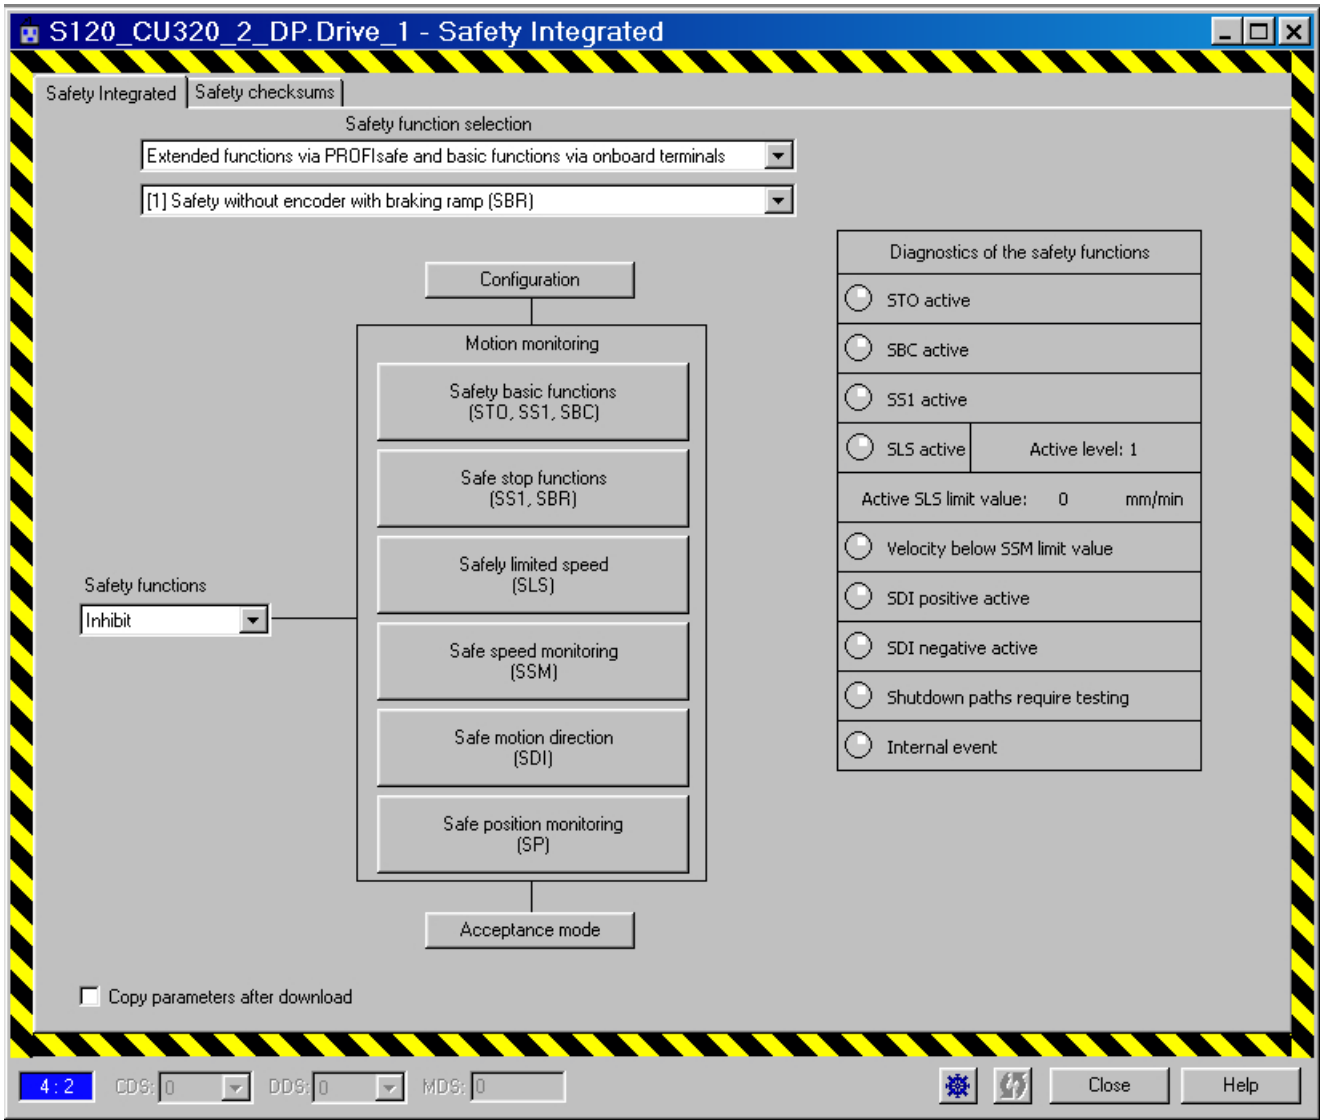 S120_CU320_2_DP.Drive_1 - Safety Integrated
Safety Integrated
Safety checksums
Safety function selection
Extended functions via PROFIsafe and basic functions via onboard terminals
[1] Safety without encoder with braking ramp (SBR)
Configuration
Motion monitoring
Safety basic functions
(STO, SS1, SBC)
Safe stop functions
(SS1, SBR)
Safely limited speed
(SLS)
Safe speed monitoring
(SSM)
Safe motion direction
(SDI)
Safe position monitoring
(SP)
Acceptance mode
Safety functions
Inhibit
Diagnostics of the safety functions
STO active
SBC active
SS1 active
SLS active
Active level: 1
Active SLS limit value: 0 mm/min
Velocity below SSM limit value
SDI positive active
SDI negative active
Shutdown paths require testing
Internal event
Copy parameters after download
4 : 2
CDS: 0
DDS: 0
MDS: 0
Close
Help